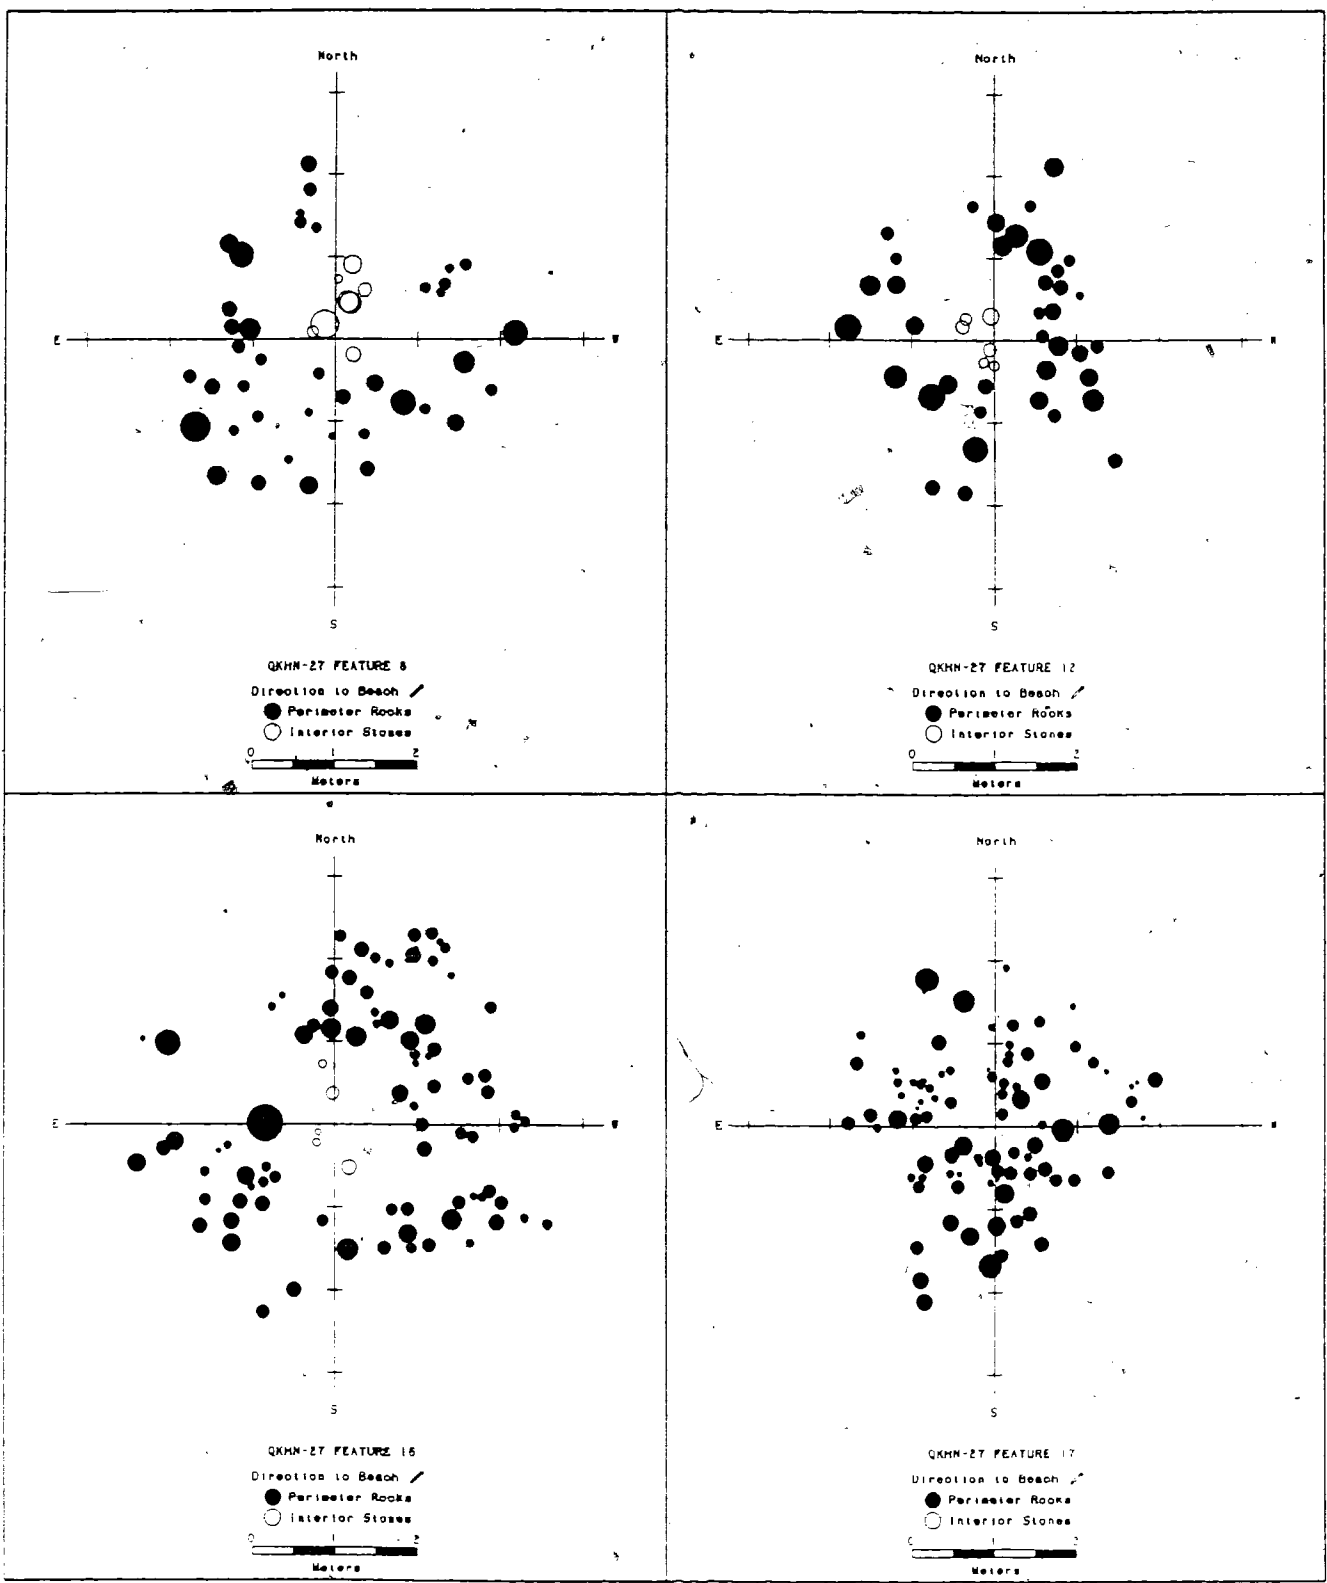 North
E W
S
QKHN-27 FEATURE 8
Direction to Beach
Perimeter Rocks
Interior Stones
0 1 2
Meters
North
E W
S
QKHN-27 FEATURE 12
Direction to Beach
Perimeter Rocks
Interior Stones
0 1 2
Meters
North
E W
S
QKHN-27 FEATURE 16
Direction to Beach
Perimeter Rocks
Interior Stones
0 1 2
Meters
North
E W
S
QKHN-27 FEATURE 17
Direction to Beach
Perimeter Rocks
Interior Stones
0 1 2
Meters